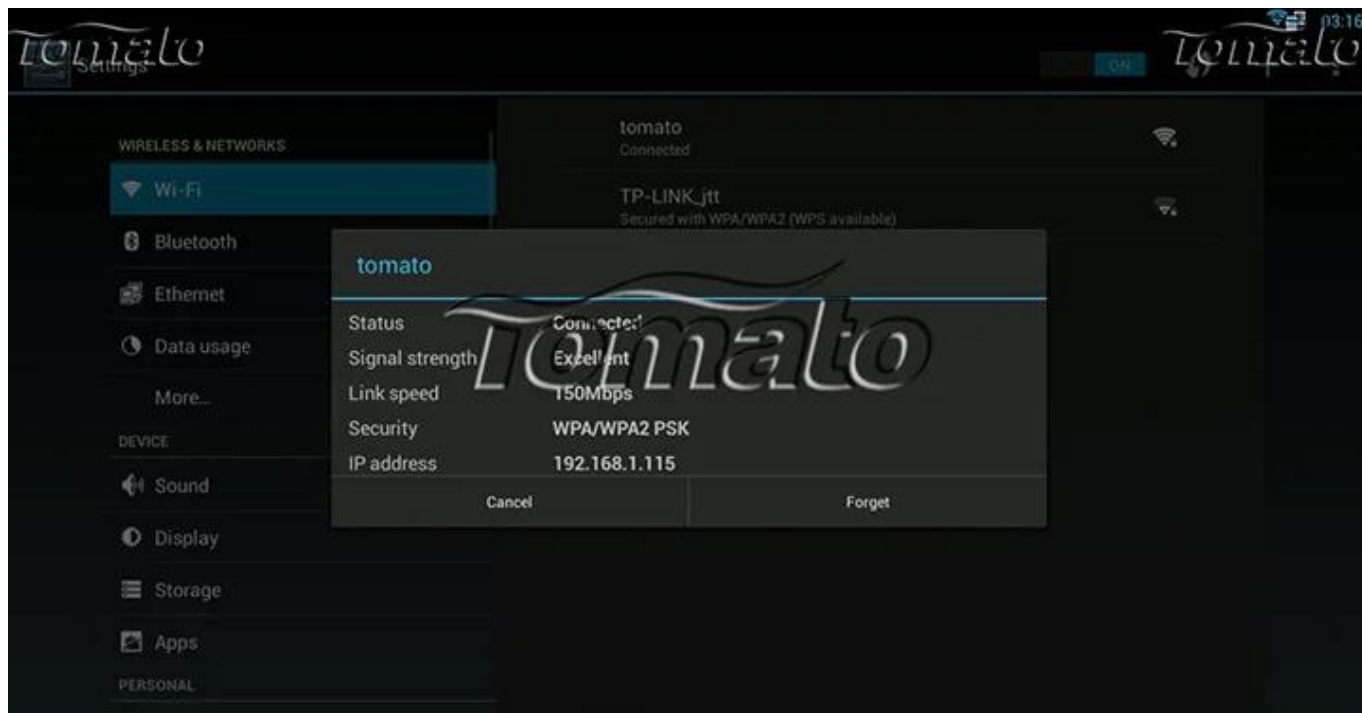 Tomato
Tomato
03:16
Settings
ON
WIRELESS & NETWORKS
Wi-Fi
Bluetooth
Ethernet
Data usage
More...
DEVICE
Sound
Display
Storage
Apps
PERSONAL
tomato
Connected
TP-LINK_jtt
Secured with WPA/WPA2 (WPS available)
tomato
Tomato
Status Connected
Signal strength Excellent
Link speed 150Mbps
Security WPA/WPA2 PSK
IP address 192.168.1.115
Cancel Forget